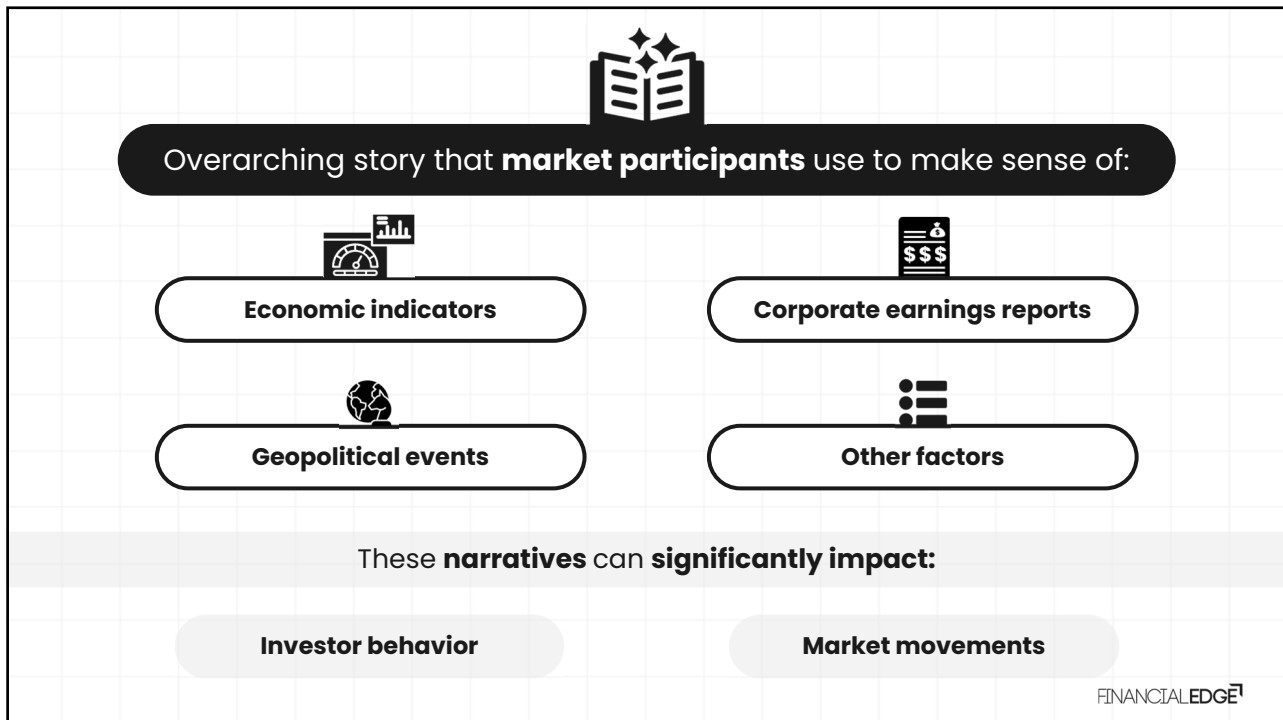 Overarching story that market participants use to make sense of:
$$$
Economic indicators
Corporate earnings reports
Geopolitical events
Other factors
These narratives can significantly impact:
Investor behavior
Market movements
FINANCIALEDGE